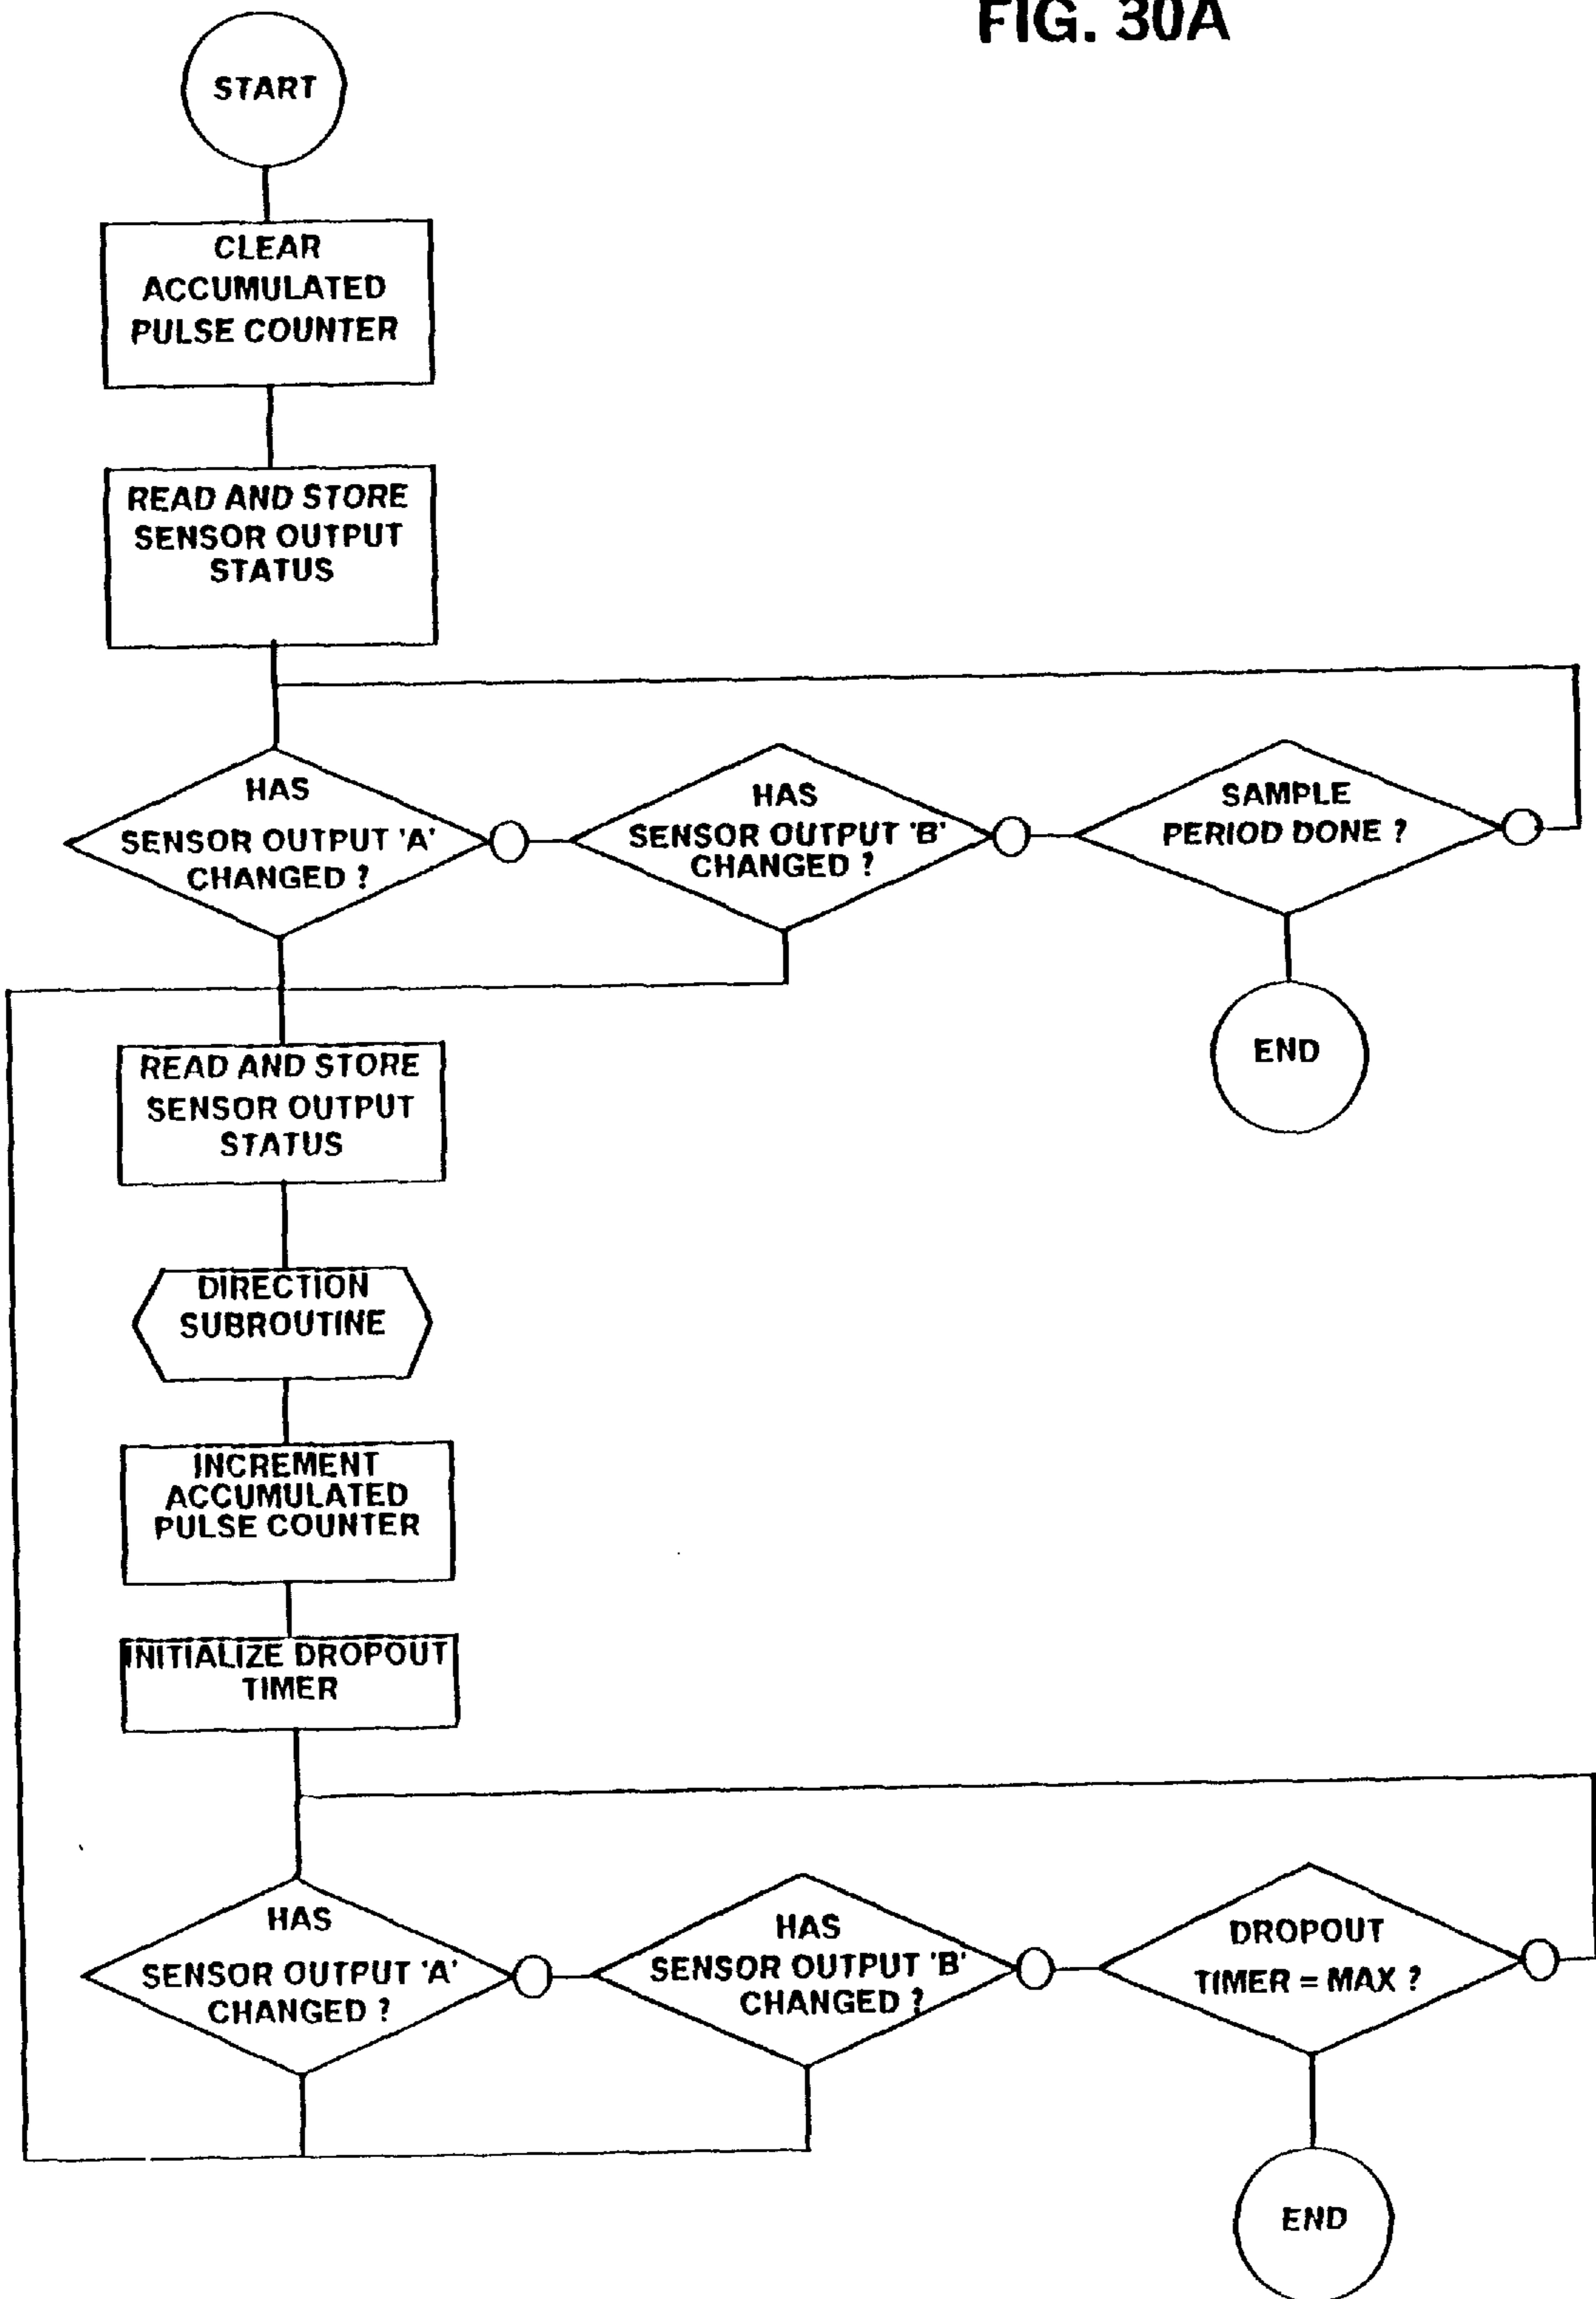 FIG. 30A
START
CLEAR
ACCUMULATED
PULSE COUNTER
READ AND STORE
SENSOR OUTPUT
STATUS
HAS
SENSOR OUTPUT 'A'
CHANGED ?
HAS
SENSOR OUTPUT 'B'
CHANGED ?
SAMPLE
PERIOD DONE ?
END
READ AND STORE
SENSOR OUTPUT
STATUS
DIRECTION
SUBROUTINE
INCREMENT
ACCUMULATED
PULSE COUNTER
INITIALIZE DROPOUT
TIMER
HAS
SENSOR OUTPUT 'A'
CHANGED ?
HAS
SENSOR OUTPUT 'B'
CHANGED ?
DROPOUT
TIMER = MAX ?
END